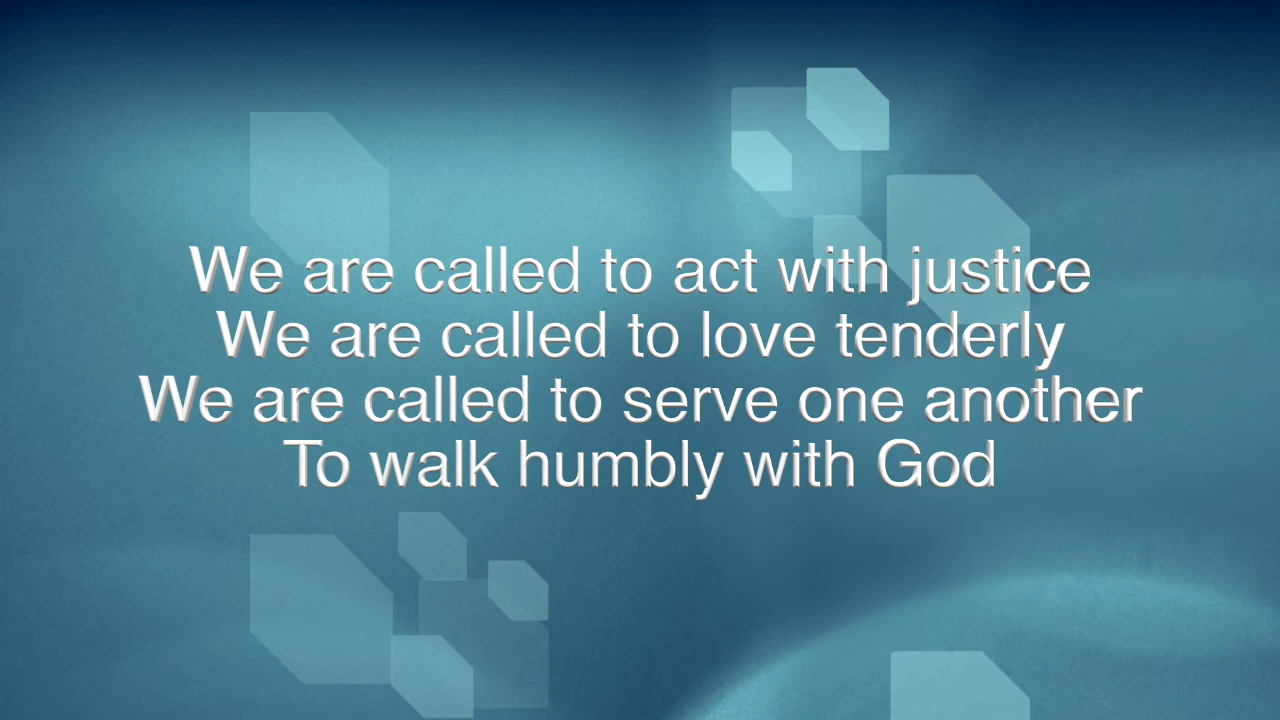 We are called to act with justice
We are called to love tenderly
We are called to serve one another
To walk humbly with God